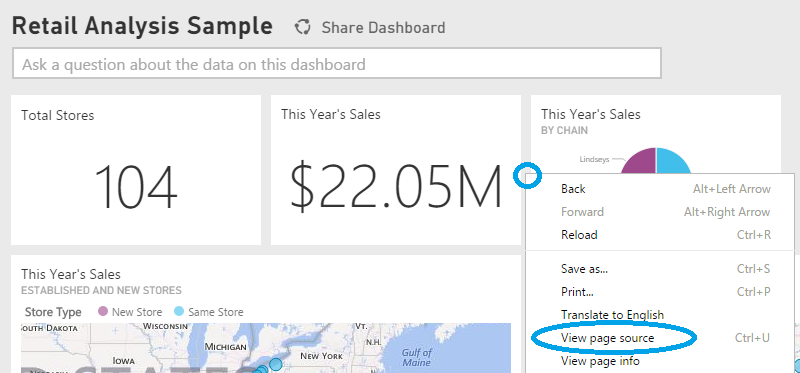 Retail Analysis Sample
Share Dashboard
Ask a question about the data on this dashboard
Total Stores
104
This Year's Sales
$22.05M
This Year's Sales
BY CHAIN
Lindseys
Back Alt+Left Arrow
Forward Alt+Right Arrow
Reload Ctrl+R
Save as... Ctrl+S
Print... Ctrl+P
Translate to English
View page source Ctrl+U
View page info
This Year's Sales
ESTABLISHED AND NEW STORES
Store Type New Store Same Store
SOUTH DAKOTA
WISCONSIN
MICHIGAN
VT.
N.H.
NEW YORK
MASS.
Gulf of
Maine